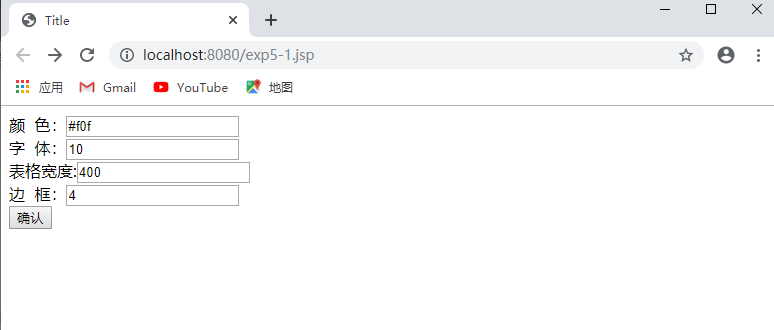 Title
localhost:8080/exp5-1.jsp
应用 Gmail YouTube 地图
颜 色: #f0f
字 体: 10
表格宽度:400
边 框: 4
确认